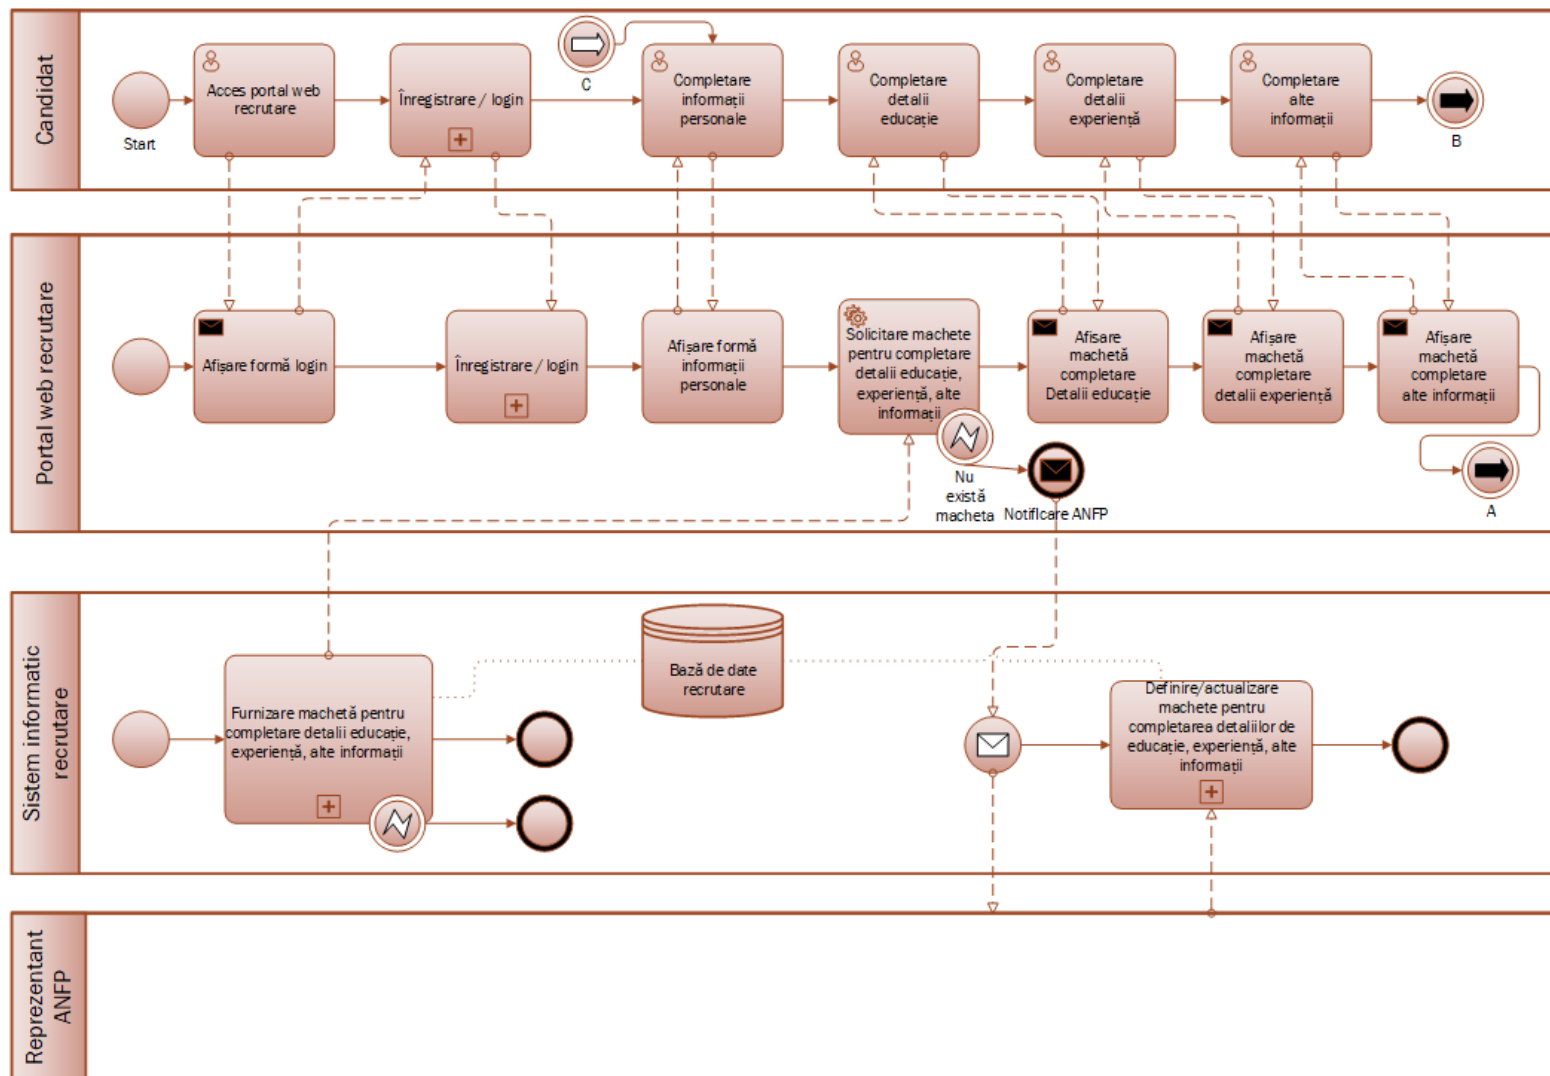 Candidat
Start
Acces portal web
recrutare
Înregistrare / login
C
Completare
informații
personale
Completare
detalii
educație
Completare
detalii
experiență
Completare
alte
informații
B
Portal web recrutare
Afișare formă login
Înregistrare / login
Afișare formă
informații
personale
Solicitare machete
pentru completare
detalii educație,
experiență, alte
informații
Nu
există
macheta
Notificare ANFP
Afisare
machetă
completare
Detalii educație
Afișare
machetă
completare
detalii experiență
Afișare
machetă
completare
alte informații
A
Sistem informatic
recrutare
Furnizare machetă pentru
completare detalii educație,
experiență, alte informații
Bază de date
recrutare
Definire/actualizare
machete pentru
completarea detaliilor de
educație, experiență, alte
informații
Reprezentant
ANFP